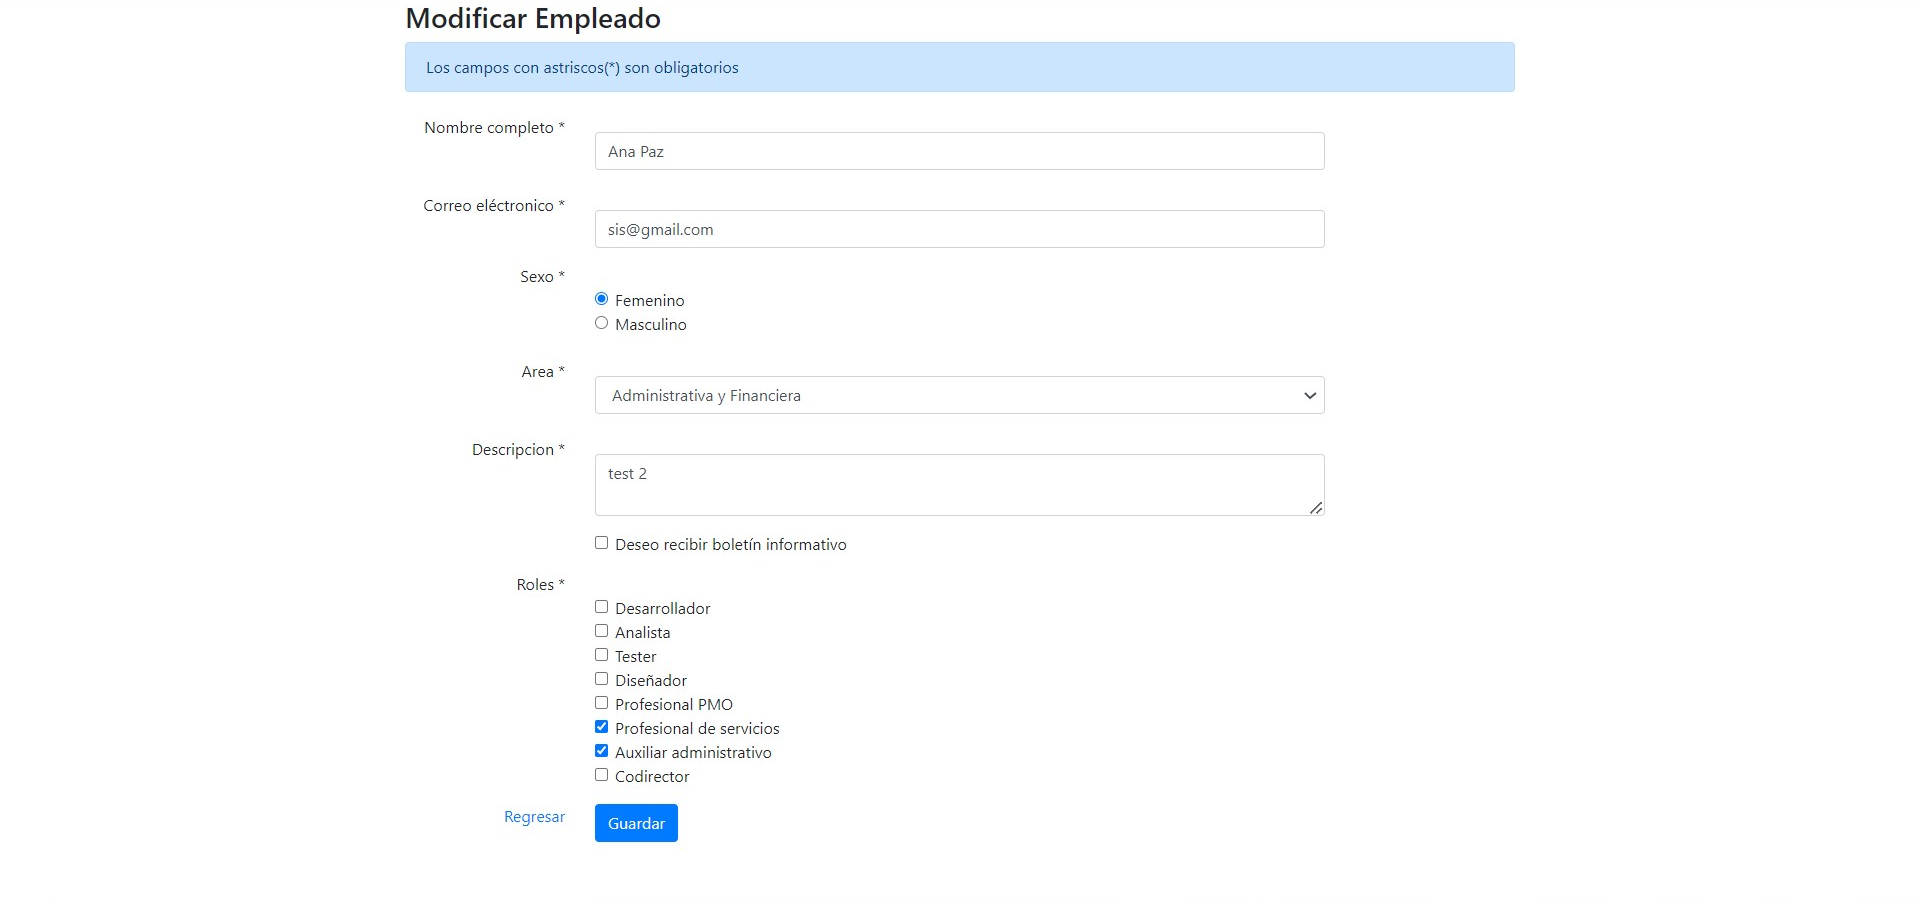 Modificar Empleado
Los campos con astriscos(*) son obligatorios
Nombre completo *
Ana Paz
Correo eléctronico *
sis@gmail.com
Sexo *
Femenino
Masculino
Area *
Administrativa y Financiera
Descripcion *
test 2
Deseo recibir boletín informativo
Roles *
Desarrollador
Analista
Tester
Diseñador
Profesional PMO
Profesional de servicios
Auxiliar administrativo
Codirector
Regresar
Guardar